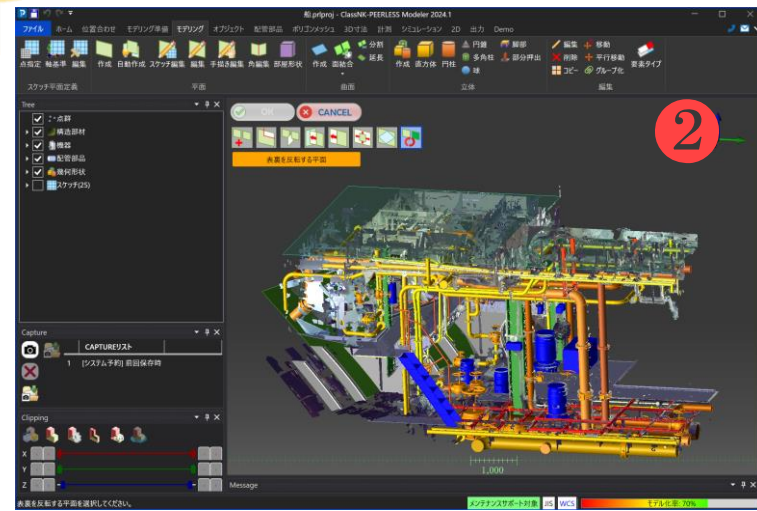 船.prlproj - ClassNK-PEERLESS Modeler 2024.1
ファイル ホーム 位置合わせ モデリング準備 モデリング オブジェクト 配管部品 ポリゴンメッシュ 3D寸法 計測 シミュレーション 2D 出力 Demo
点指定 軸基準 編集 作成 自動作成 スケッチ編集 編集 手描き編集 角編集 部屋形状 作成 面統合 分割 延長 作成 直方体 円柱 円錐 多角柱 球 脚部 部分押出 編集 削除 コピー 移動 平行移動 グループ化 要素タイプ
スケッチ平面定義 平面 曲面 立体 編集
Tree
点群
構造部材
機器
配管部品
幾何形状
スケッチ(25)
OK CANCEL
表裏を反転する平面
2
Capture
CAPTUREリスト
1 [システム予約] 前回保存時
Clipping
X
Y
Z
1,000
Message
表裏を反転する平面を選択してください。 メンテナンスサポート対象 JIS WCS モデル化率: 70%